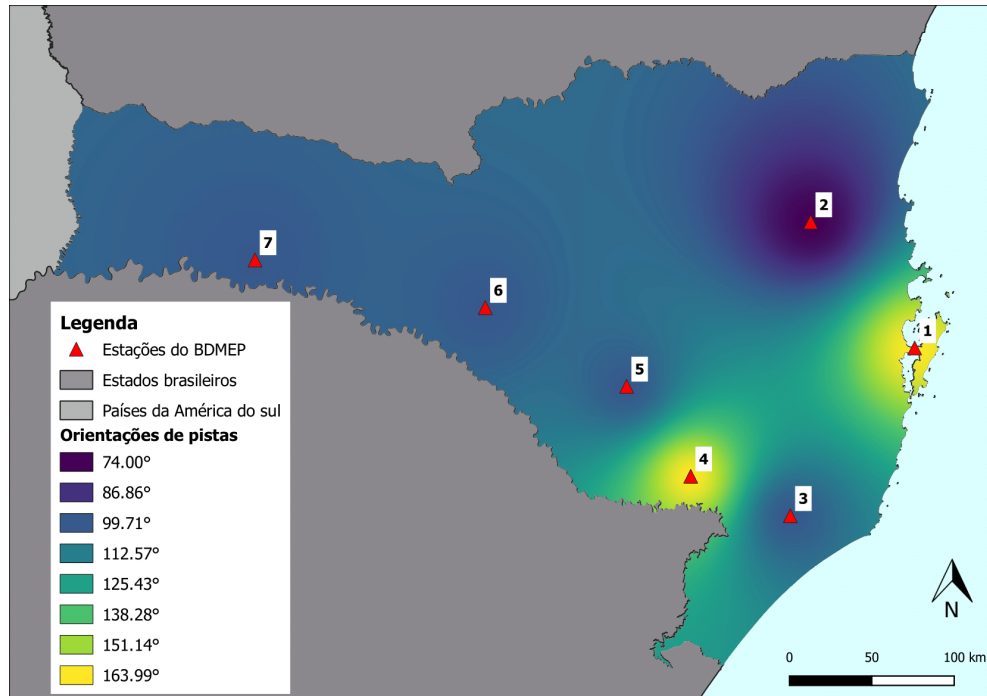 2
7
6
1
5
4
3
Legenda
Estações do BDMEP
Estados brasileiros
Países da América do sul
Orientações de pistas
74.00°
86.86°
99.71°
112.57°
125.43°
138.28°
151.14°
163.99°
N
0 50 100 km